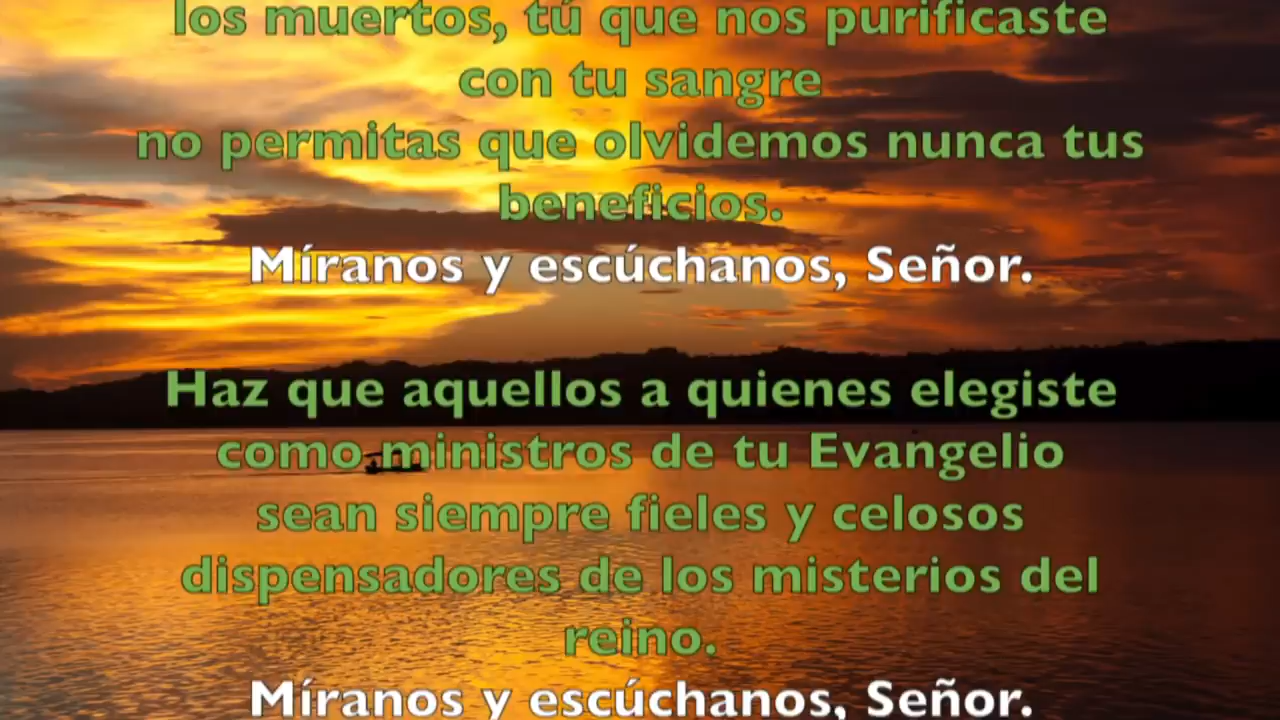 los muertos, tú que nos purificaste
con tu sangre
no permitas que olvidemos nunca tus
beneficios.
Míranos y escúchanos, Señor.
Haz que aquellos a quienes elegiste
como ministros de tu Evangelio
sean siempre fieles y celosos
dispensadores de los misterios del
reino.
Míranos y escúchanos, Señor.